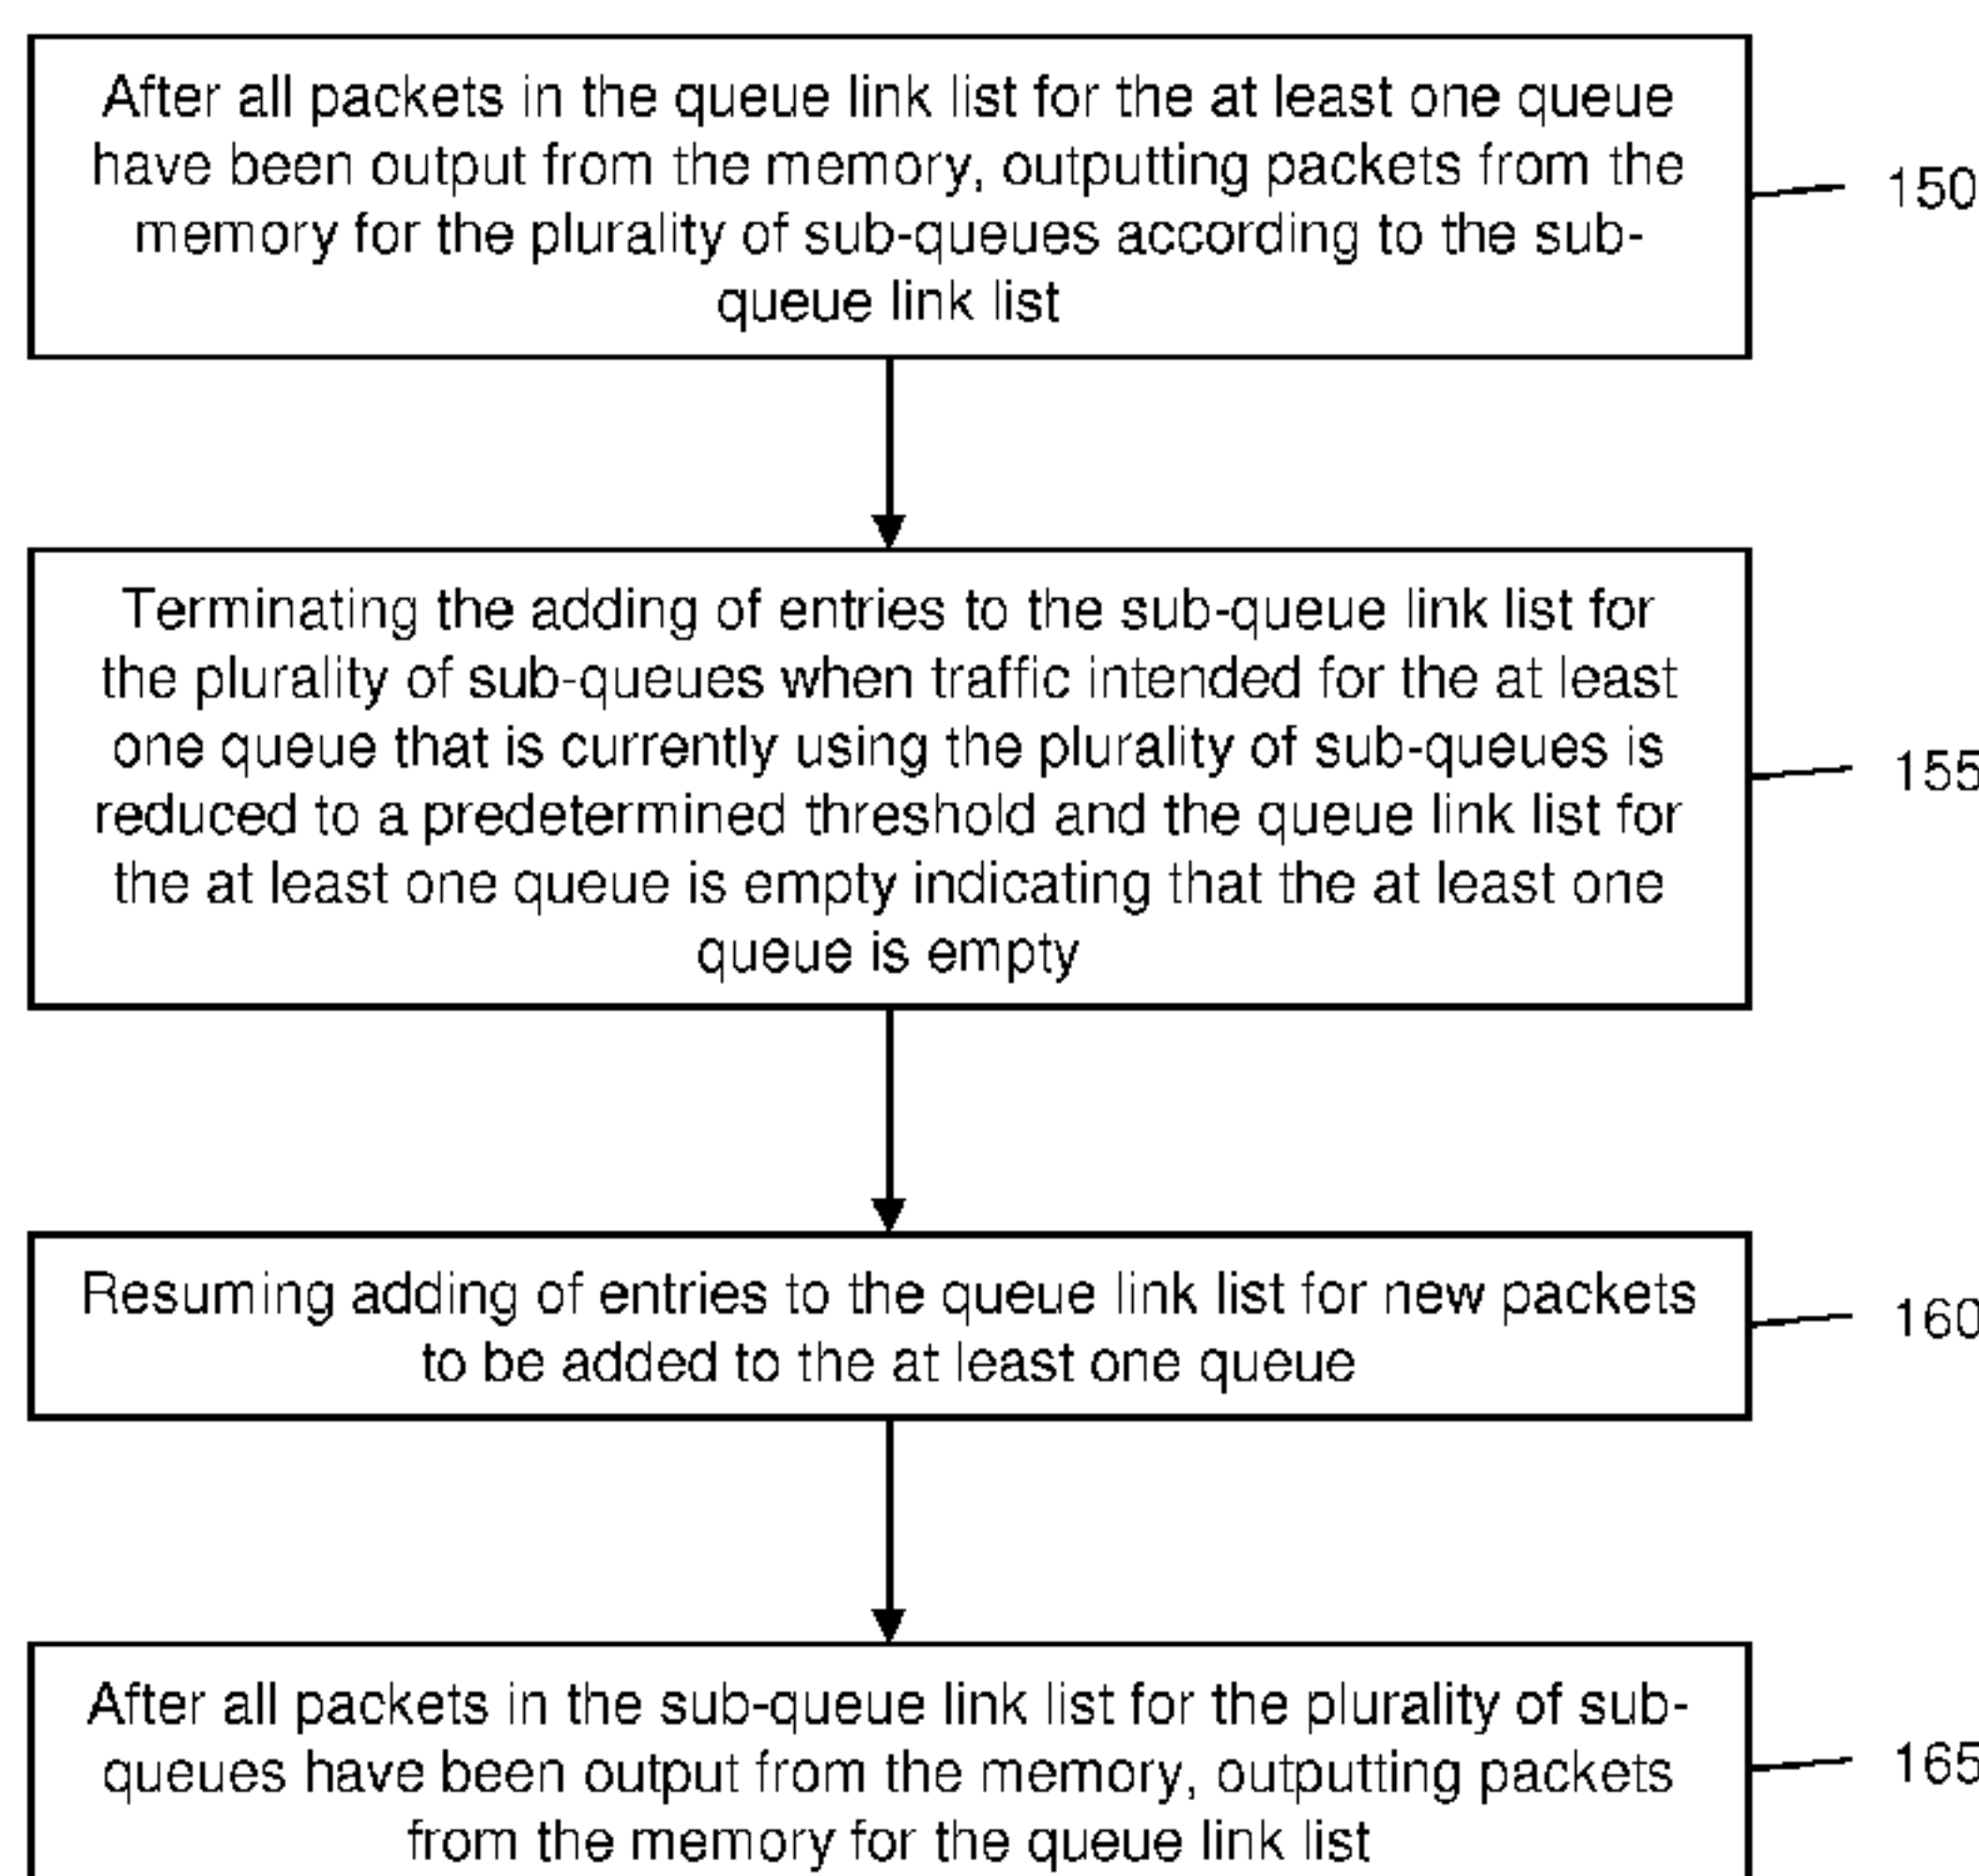 After all packets in the queue link list for the at least one queue
have been output from the memory, outputting packets from the
memory for the plurality of sub-queues according to the sub-
queue link list
150
Terminating the adding of entries to the sub-queue link list for
the plurality of sub-queues when traffic intended for the at least
one queue that is currently using the plurality of sub-queues is
reduced to a predetermined threshold and the queue link list for
the at least one queue is empty indicating that the at least one
queue is empty
155
Resuming adding of entries to the queue link list for new packets
to be added to the at least one queue
160
After all packets in the sub-queue link list for the plurality of sub-
queues have been output from the memory, outputting packets
from the memory for the queue link list
165